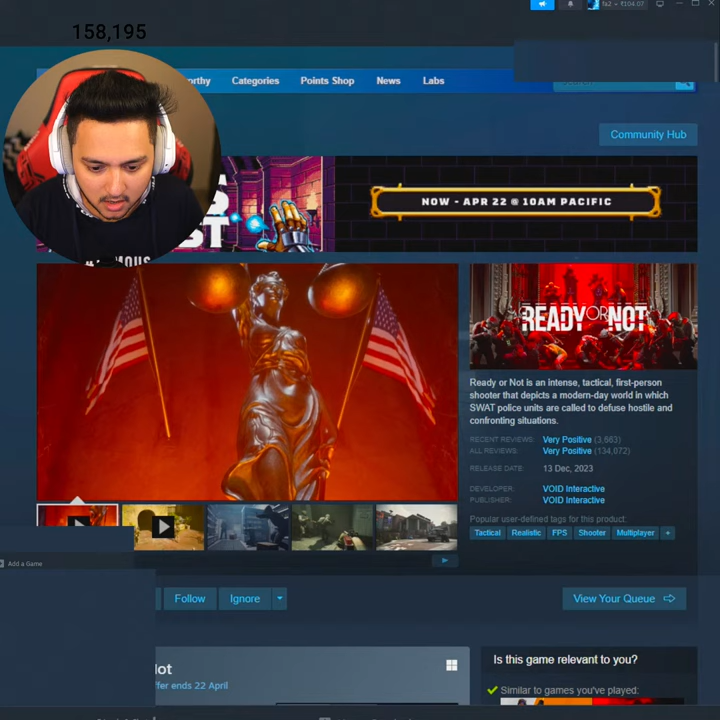 fa2
₹104.07
158,195
Categories
Points Shop
News
Labs
Community Hub
NOW - APR 22 @ 10AM PACIFIC
READY OR NOT
Ready or Not is an intense, tactical, first-person
shooter that depicts a modern-day world in which
SWAT police units are called to defuse hostile and
confronting situations.
RECENT REVIEWS: Very Positive (3,663)
ALL REVIEWS: Very Positive (134,072)
RELEASE DATE: 13 Dec, 2023
DEVELOPER: VOID Interactive
PUBLISHER: VOID Interactive
Popular user-defined tags for this product:
Tactical Realistic FPS Shooter Multiplayer +
Add a Game
Follow
Ignore
View Your Queue
Is this game relevant to you?
Similar to games you've played:
ffer ends 22 April